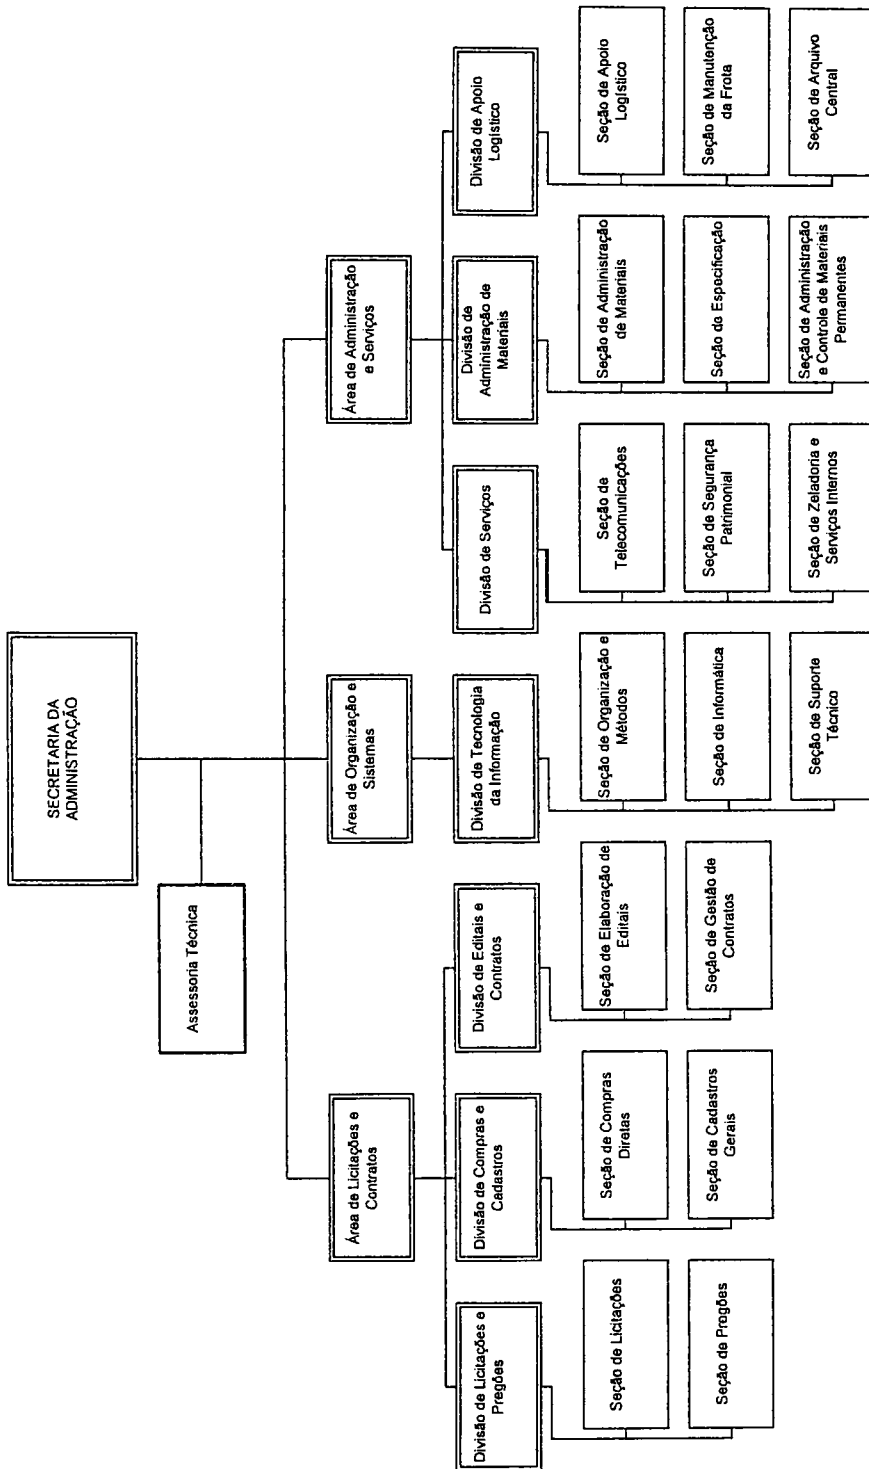 SECRETARIA DA
ADMINISTRAÇÃO
Assessoria Técnica
Área de Licitações e
Contratos
Área de Organização e
Sistemas
Área de Administração
e Serviços
Divisão de Licitações e
Pregões
Divisão de Compras e
Cadastros
Divisão de Editais e
Contratos
Divisão de Tecnologia
da Informação
Divisão de Serviços
Divisão de
Administração de
Materiais
Divisão de Apoio
Logístico
Seção de Licitações
Seção de Compras
Diretas
Seção de Elaboração de
Editais
Seção de Organização e
Métodos
Seção de
Telecomunicações
Seção de Administração
de Materiais
Seção de Apoio
Logístico
Seção de Progões
Seção de Cadastros
Gerais
Seção de Gestão de
Contratos
Seção de Informática
Seção de Segurança
Patrimonial
Seção do Especificação
Seção de Manutenção
da Frota
Seção de Suporte
Técnico
Seção de Zeladoria e
Serviços Internos
Seção de Administração
e Controle de Materiais
Permanentes
Seção de Arquivo
Central